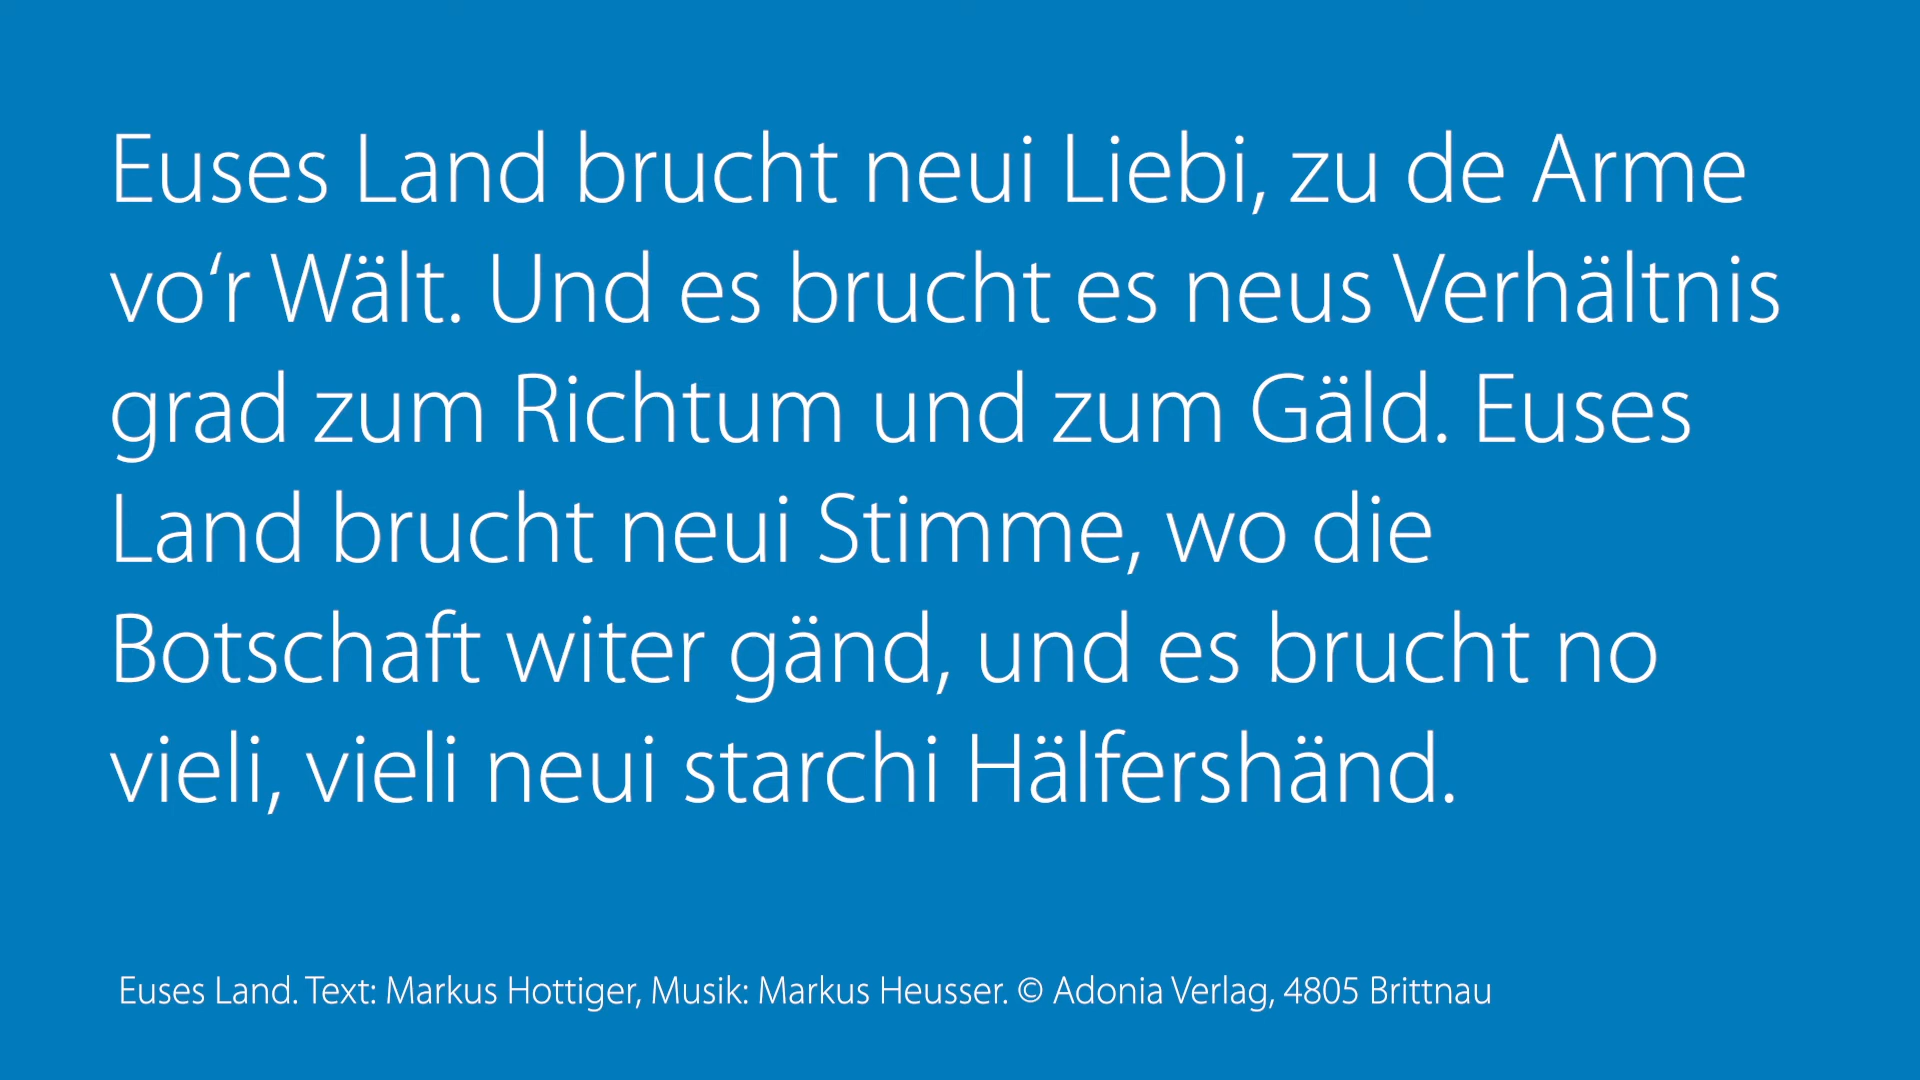 Euses Land brucht neui Liebi, zu de Arme
vo‘r Wält. Und es brucht es neus Verhältnis
grad zum Richtum und zum Gäld. Euses
Land brucht neui Stimme, wo die
Botschaft witer gänd, und es brucht no
vieli, vieli neui starchi Hälfershänd.
Euses Land. Text: Markus Hottiger, Musik: Markus Heusser. © Adonia Verlag, 4805 Brittnau